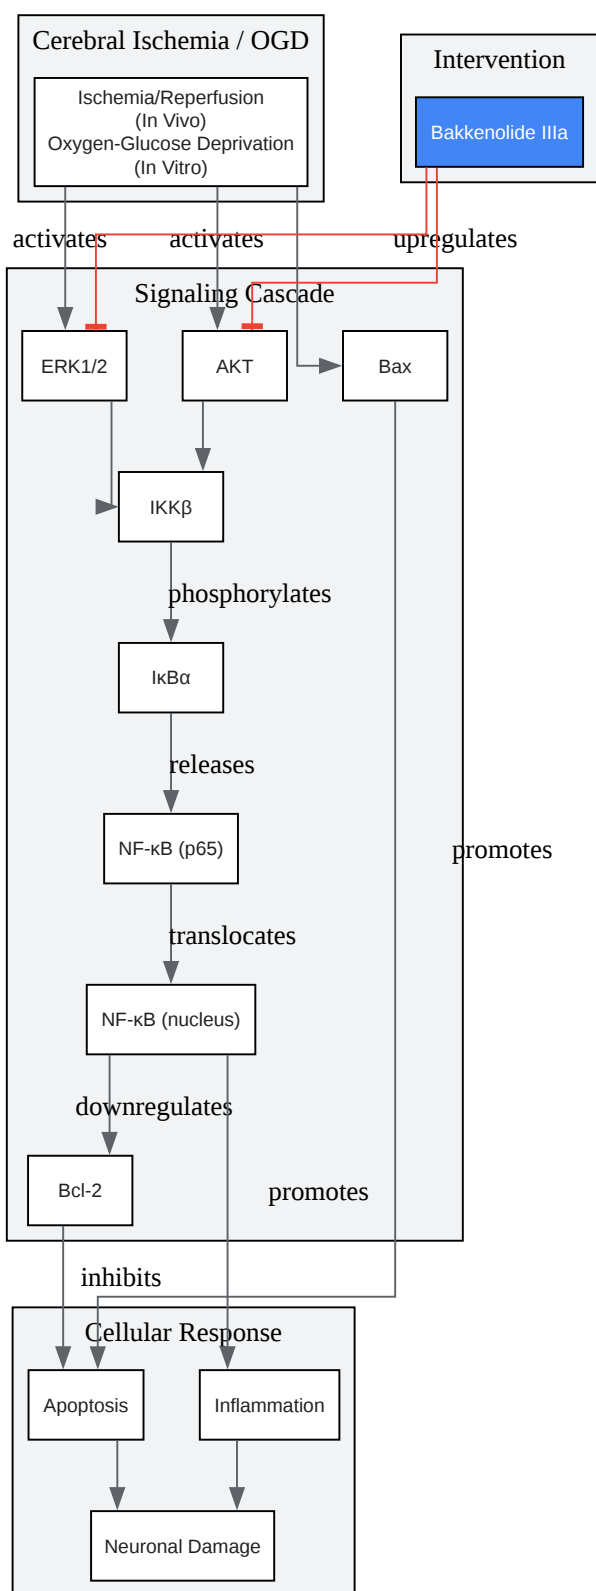 Cerebral Ischemia / OGD
Intervention
Ischemia/Reperfusion
(In Vivo)
Oxygen-Glucose Deprivation
(In Vitro)
Bakkenolide IIIa
activates
activates
upregulates
Signaling Cascade
ERK1/2
AKT
Bax
IKKβ
phosphorylates
IκBα
releases
NF-κB (p65)
promotes
translocates
NF-κB (nucleus)
downregulates
Bcl-2
promotes
inhibits
Cellular Response
Apoptosis
Inflammation
Neuronal Damage